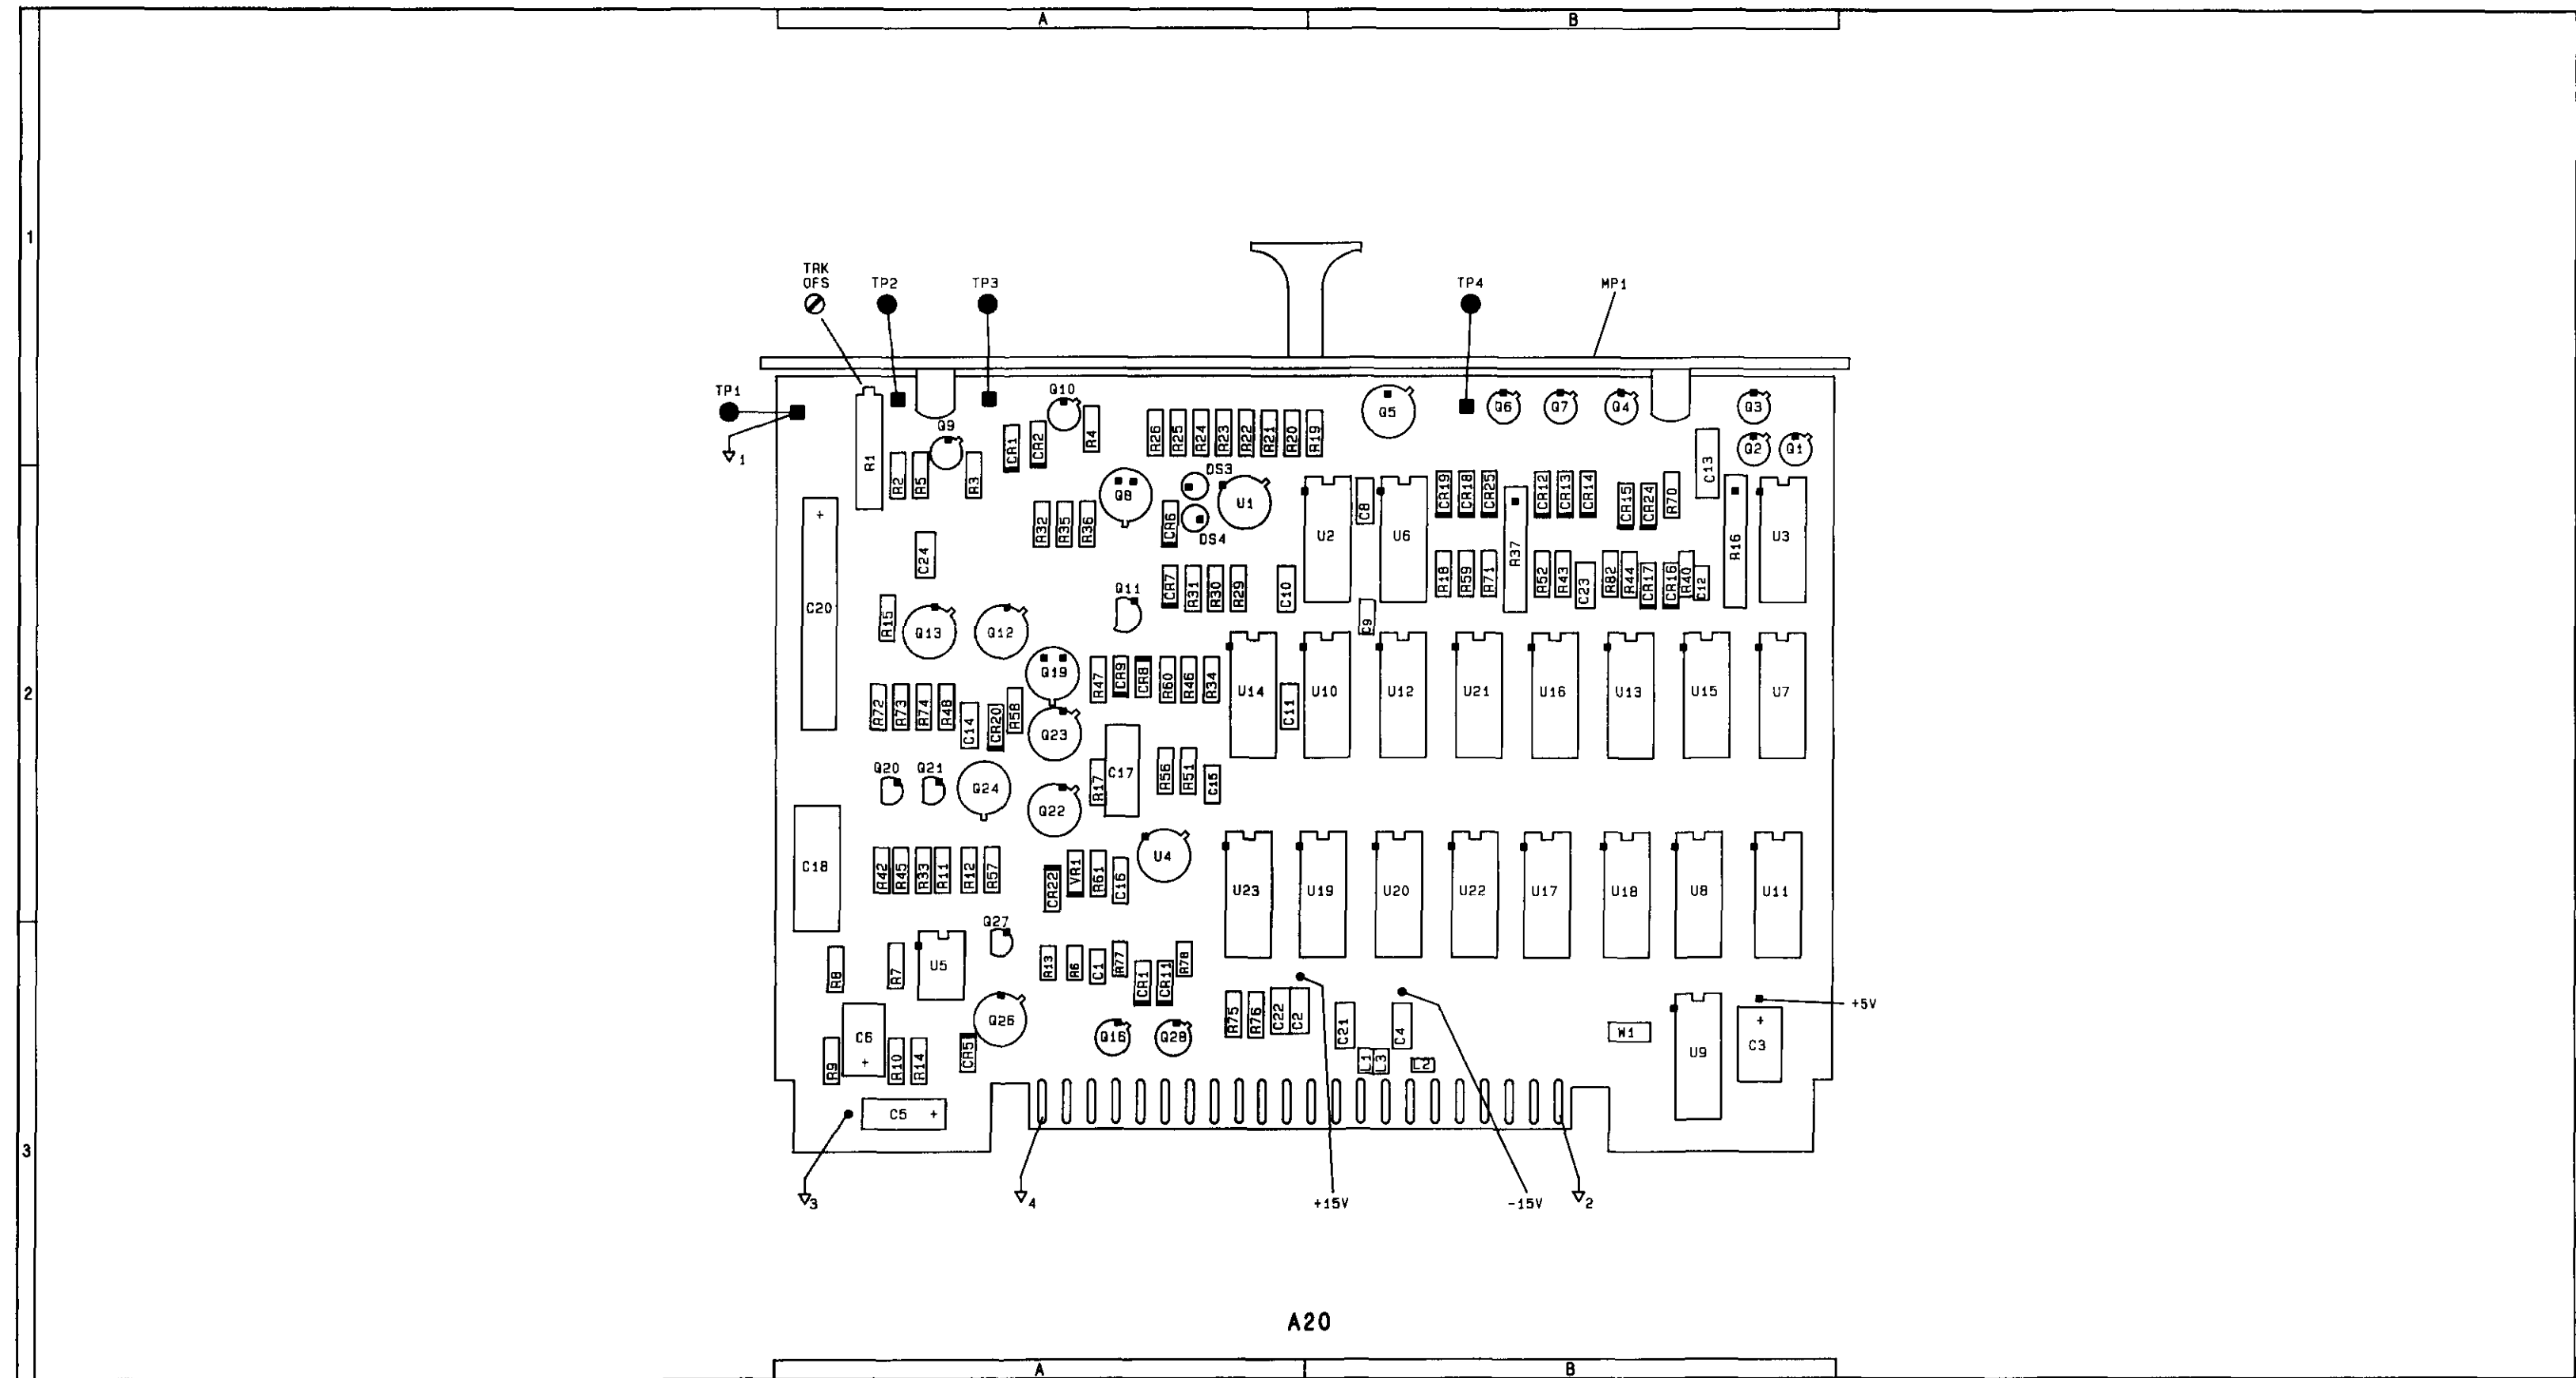 A B
1
TRK
OFS
TP2 TP3 TP4 MP1
TP1
1
Q10 Q5 Q6 Q7 Q4 Q3
Q9 CR1 CR2 R4 R26 R25 R24 R23 R22 R21 R20 R19 Q2 Q1
R1 R2 R5 R3 C13
DS3
Q8 U1 C8 CR19 CR18 CR25 CR12 CR13 CR14 CR15 CR24 R70
R32 R35 R36 CR6 DS4 U2 U6 R37 R16 U3
C24
Q11 CR7 R31 R30 R29 C10 R18 R59 R71 R52 R43 C23 R82 R44 CR17 CR16 R40 C12
C20 R15 Q13 Q12 C9
2
Q19 R47 CR9 CR8 R60 R46 R34 U14 U10 U12 U21 U16 U13 U15 U7
R72 R73 R74 R48 C14 CR20 R58 C11
Q23
Q20 Q21 Q24 R17 C17 R56 R51 C15
Q22
C18 R42 R45 R33 R11 R12 R57 CR22 VR1 R61 C16 U4
U23 U19 U20 U22 U17 U18 U8 U11
Q27
R8 R7 U5 R13 R6 C1 R77 CR1 CR11 R78
+5V
Q26 R75 R76 C22 C2 C21 C4 W1 U9 + C3
C6 + Q16 Q28
R9 R10 R14 CR5 L1 L3 L2
C5 +
3
3 4 +15V -15V 2
A20
A B